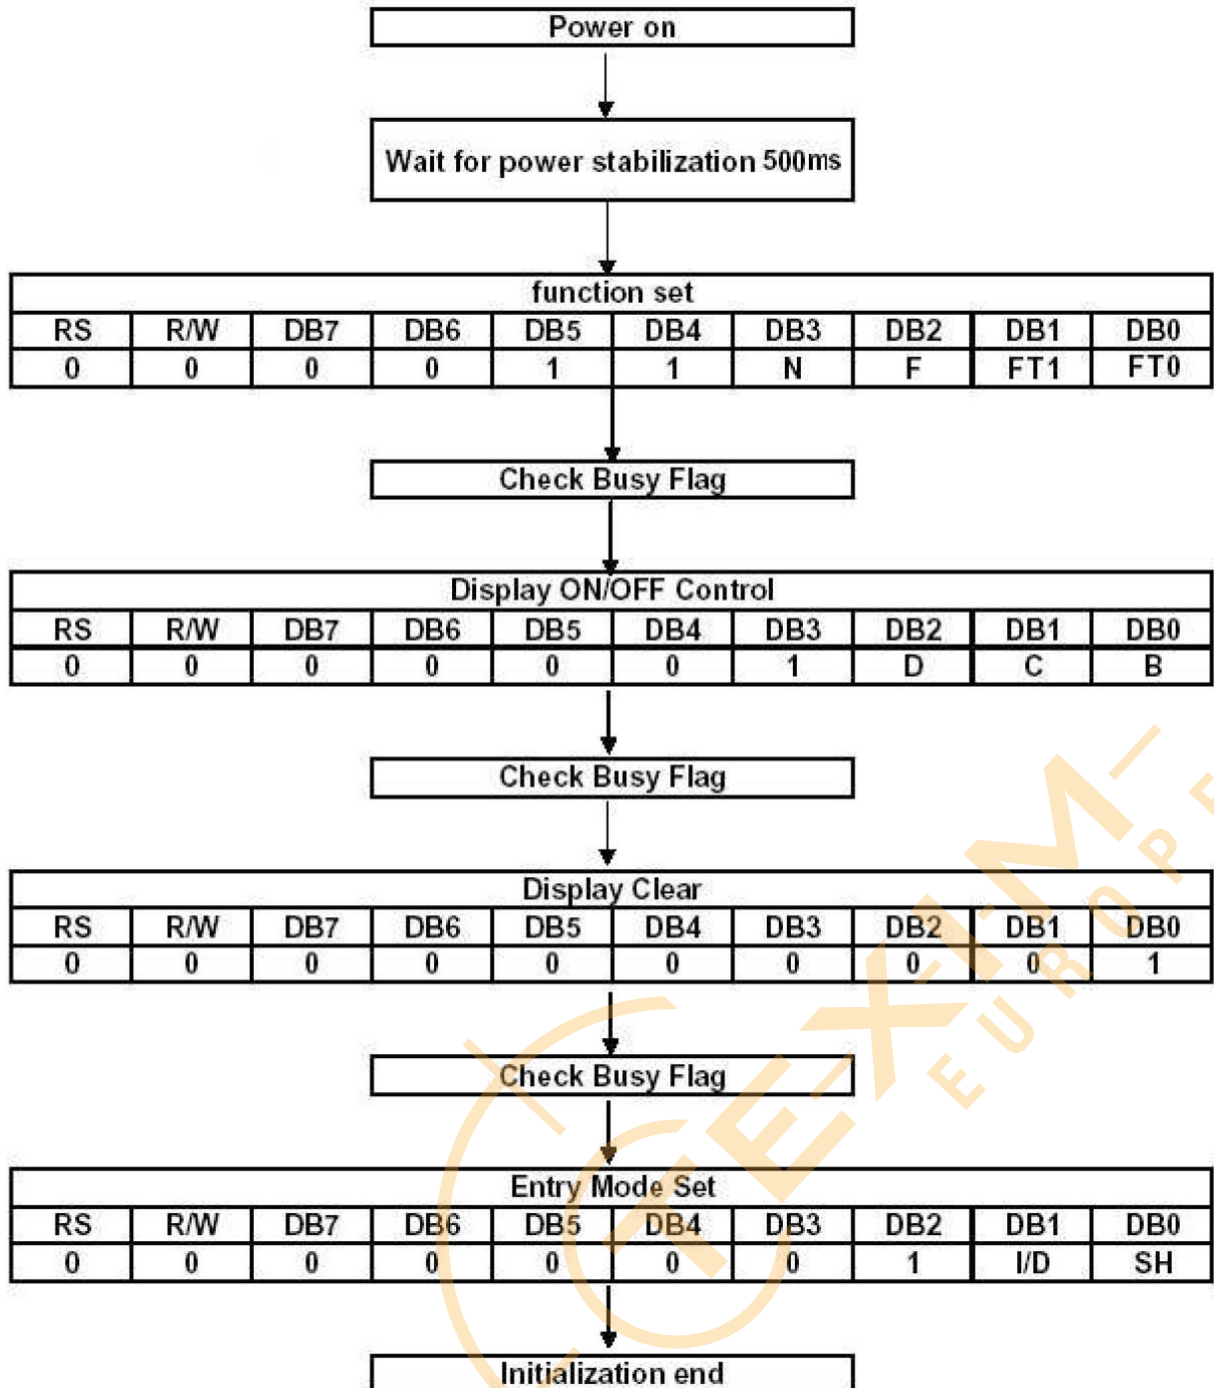 Power on
Wait for power stabilization 500ms
function set
RS R/W DB7 DB6 DB5 DB4 DB3 DB2 DB1 DB0
0 0 0 0 1 1 N F FT1 FT0
Check Busy Flag
Display ON/OFF Control
RS R/W DB7 DB6 DB5 DB4 DB3 DB2 DB1 DB0
0 0 0 0 0 0 1 D C B
Check Busy Flag
Display Clear
RS R/W DB7 DB6 DB5 DB4 DB3 DB2 DB1 DB0
0 0 0 0 0 0 0 0 0 1
Check Busy Flag
Entry Mode Set
RS R/W DB7 DB6 DB5 DB4 DB3 DB2 DB1 DB0
0 0 0 0 0 0 0 1 I/D SH
Initialization end
TEXIM
EUROPE